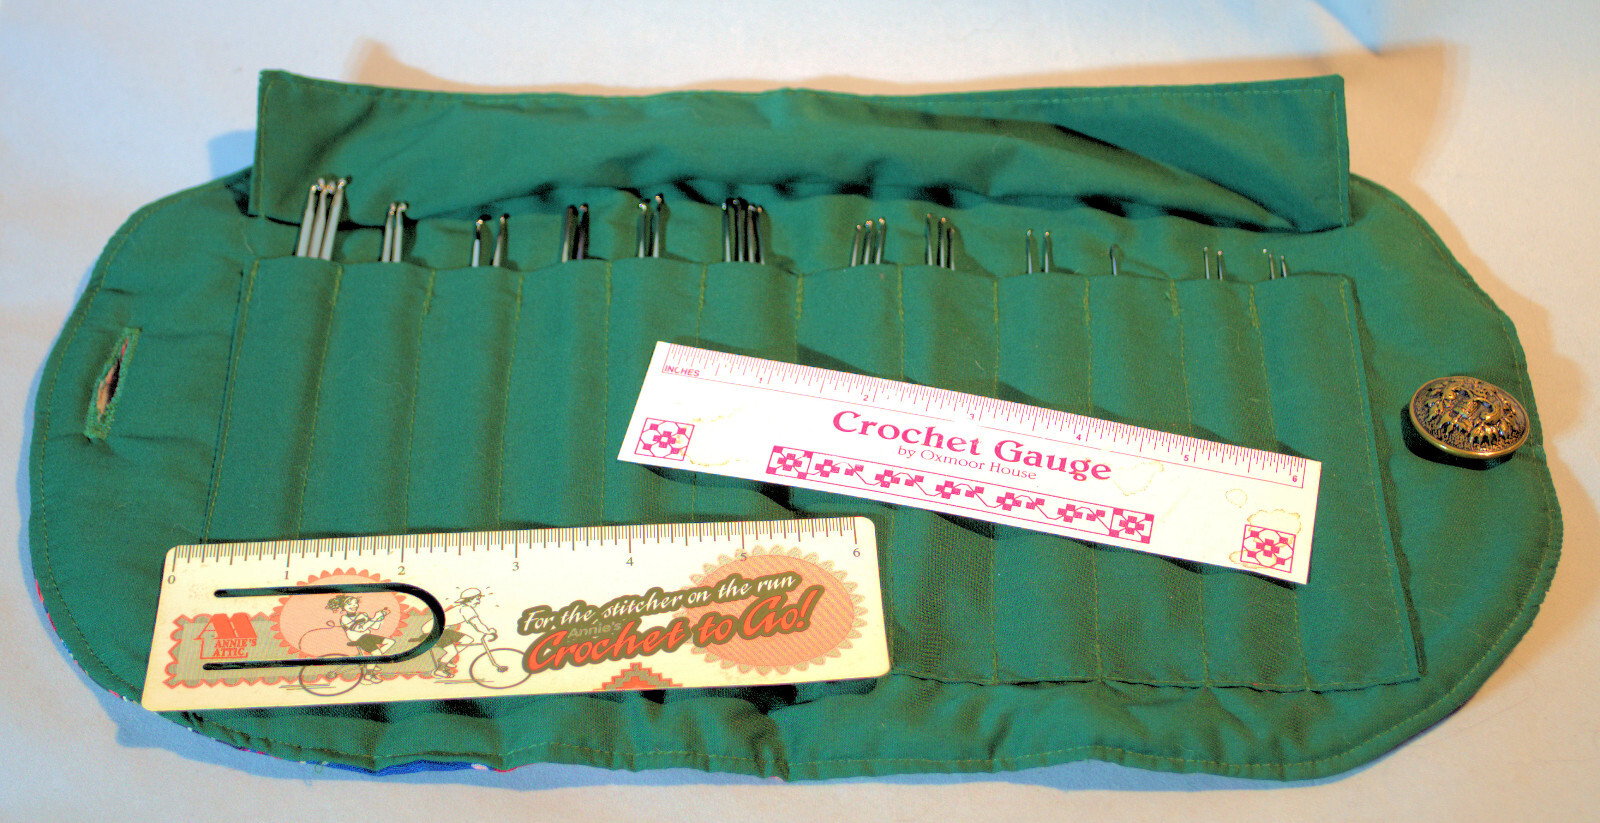 INCHES
1 2 3 4 5 6
Crochet Gauge
by Oxmoor House
0 1 2 3 4 5 6
ANNIE'S
ATTIC
For the stitcher on the run
Annie's
Crochet to Go!